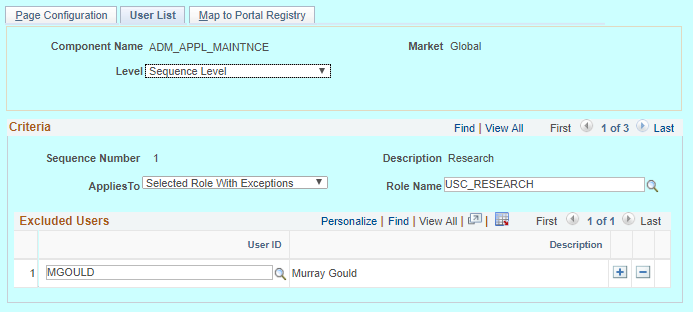 Page Configuration User List Map to Portal Registry
Component Name ADM_APPL_MAINTNCE Market Global
Level Sequence Level
Criteria Find | View All First 1 of 3 Last
Sequence Number 1 Description Research
AppliesTo Selected Role With Exceptions Role Name USC_RESEARCH
Excluded Users Personalize | Find | View All | | First 1 of 1 Last
User ID Description
1 MGOULD Murray Gould